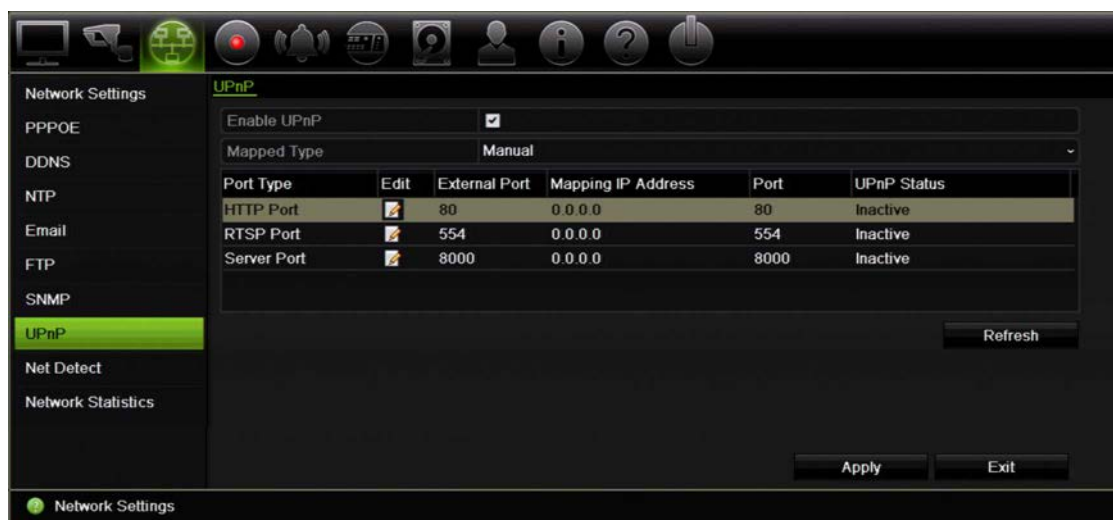 UPnP
Network Settings
Enable UPnP
PPPOE
Mapped Type Manual
DDNS
Port Type Edit External Port Mapping IP Address Port UPnP Status
NTP
HTTP Port 80 0.0.0.0 80 Inactive
Email
RTSP Port 554 0.0.0.0 554 Inactive
FTP
Server Port 8000 0.0.0.0 8000 Inactive
SNMP
UPnP
Refresh
Net Detect
Network Statistics
Apply Exit
Network Settings